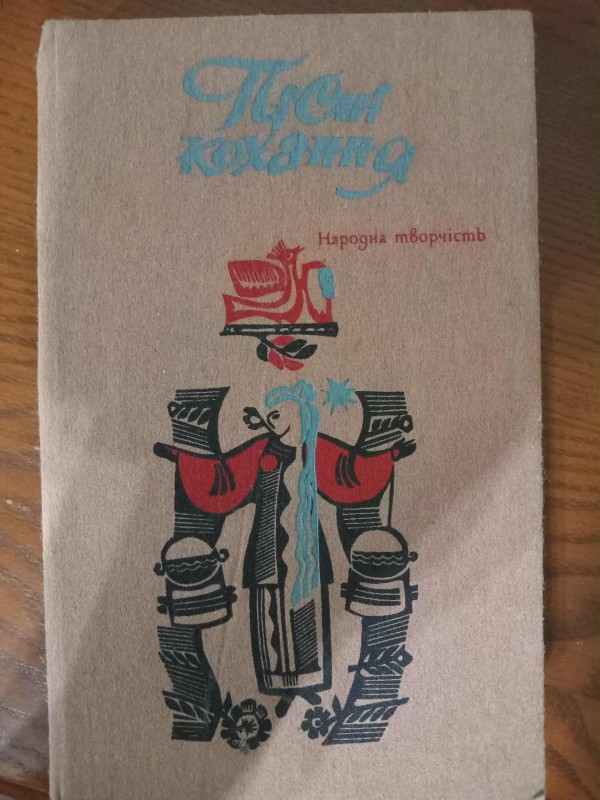 Пісні
кохання
Народна творчість